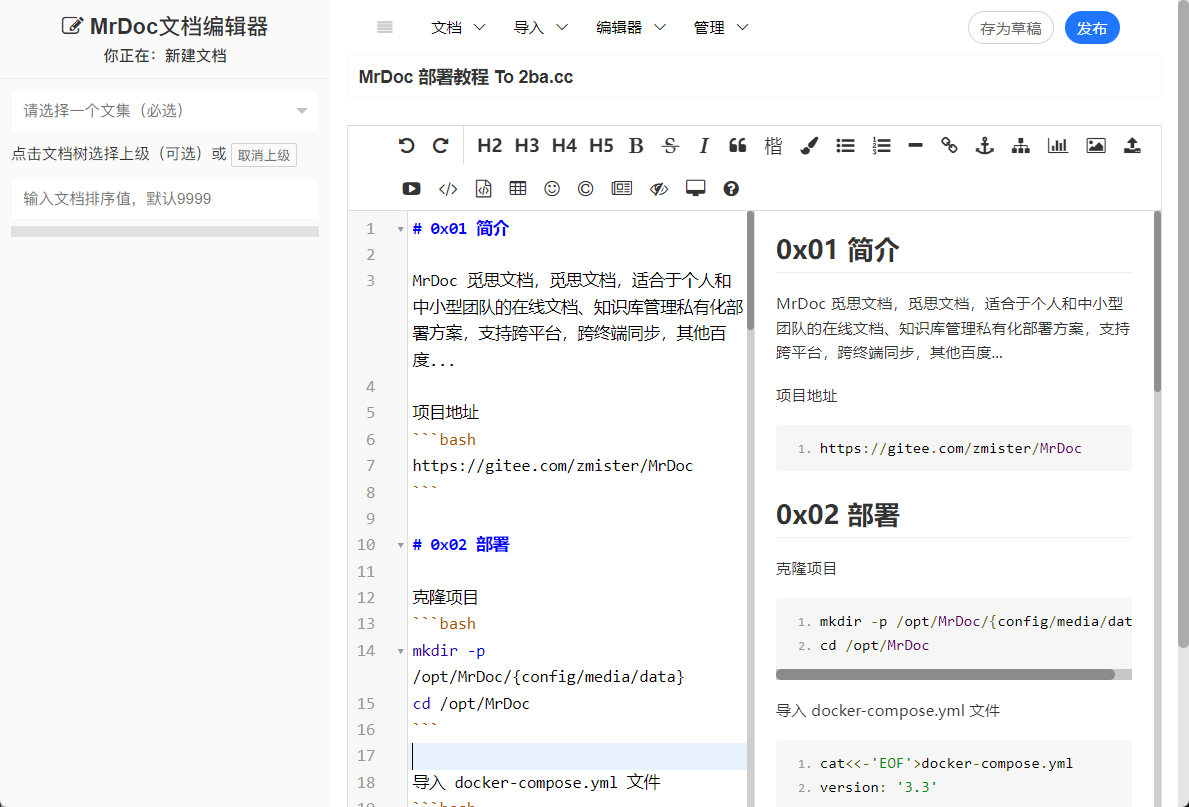 MrDoc文档编辑器
你正在：新建文档
请选择一个文集（必选）
点击文档树选择上级（可选）或 取消上级
输入文档排序值，默认9999
文档 导入 编辑器 管理 存为草稿 发布
MrDoc 部署教程 To 2ba.cc
H2 H3 H4 H5 B S I 楷
1 # 0x01 简介
2
3 MrDoc 觅思文档，觅思文档，适合于个人和
中小型团队的在线文档、知识库管理私有化部
署方案，支持跨平台，跨终端同步，其他百
度...
4
5 项目地址
6 ```bash
7 https://gitee.com/zmister/MrDoc
8 ```
9
10 # 0x02 部署
11
12 克隆项目
13 ```bash
14 mkdir -p
/opt/MrDoc/{config/media/data}
15 cd /opt/MrDoc
16 ```
17
18 导入 docker-compose.yml 文件
19 ```bash
0x01 简介
MrDoc 觅思文档，觅思文档，适合于个人和中小型
团队的在线文档、知识库管理私有化部署方案，支持
跨平台，跨终端同步，其他百度...
项目地址
1. https://gitee.com/zmister/MrDoc
0x02 部署
克隆项目
1. mkdir -p /opt/MrDoc/{config/media/dat
2. cd /opt/MrDoc
导入 docker-compose.yml 文件
1. cat<<-'EOF'>docker-compose.yml
2. version: '3.3'